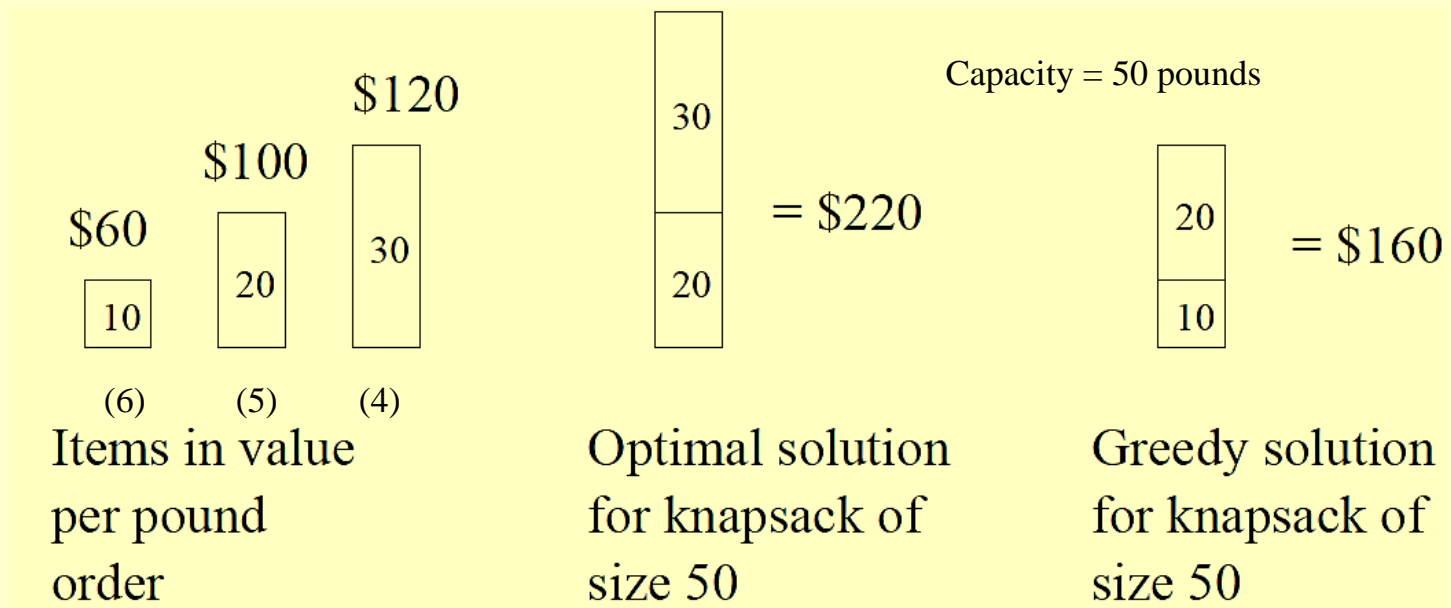 Capacity = 50 pounds
$120
$100
$60
30
20
10
(6) (5) (4)
Items in value
per pound
order
30
20
= $220
Optimal solution
for knapsack of
size 50
20
10
= $160
Greedy solution
for knapsack of
size 50